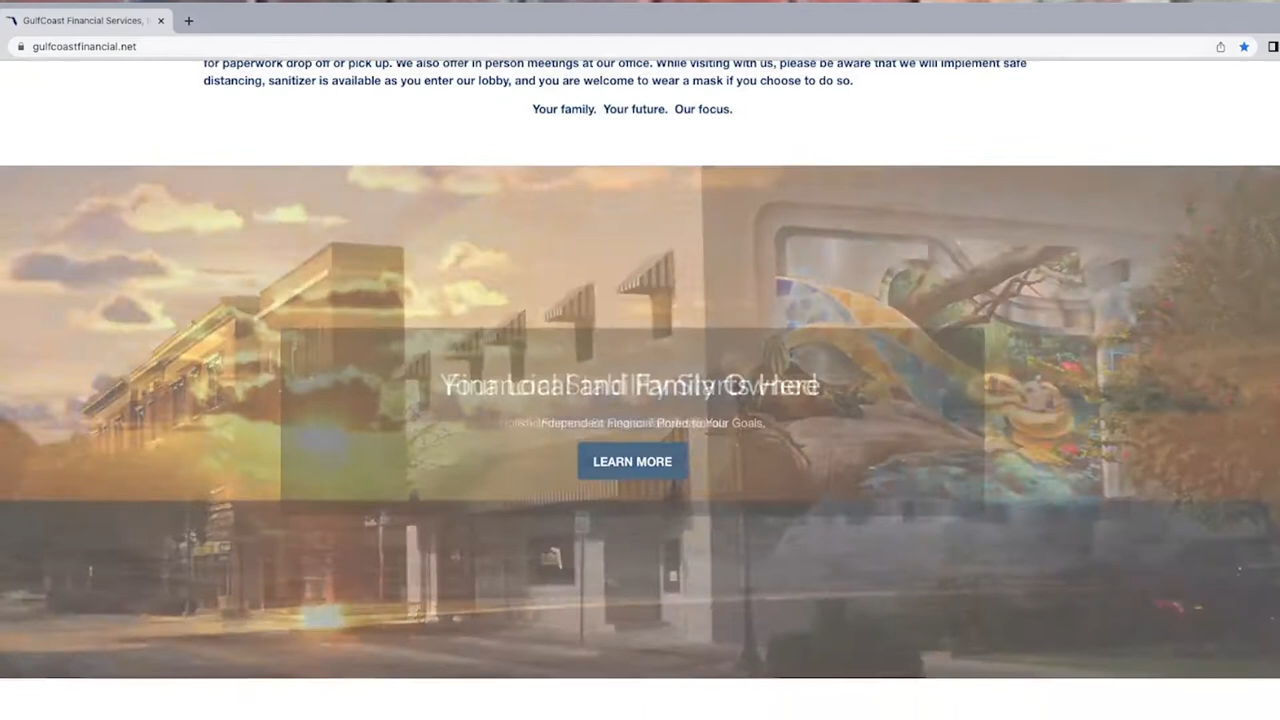 GulfCoast Financial Services, I
gulfcoastfinancial.net
for paperwork drop off or pick up. We also offer in person meetings at our office. While visiting with us, please be aware that we will implement safe
distancing, sanitizer is available as you enter our lobby, and you are welcome to wear a mask if you choose to do so.
Your family. Your future. Our focus.
to Your Goals.
LEARN MORE